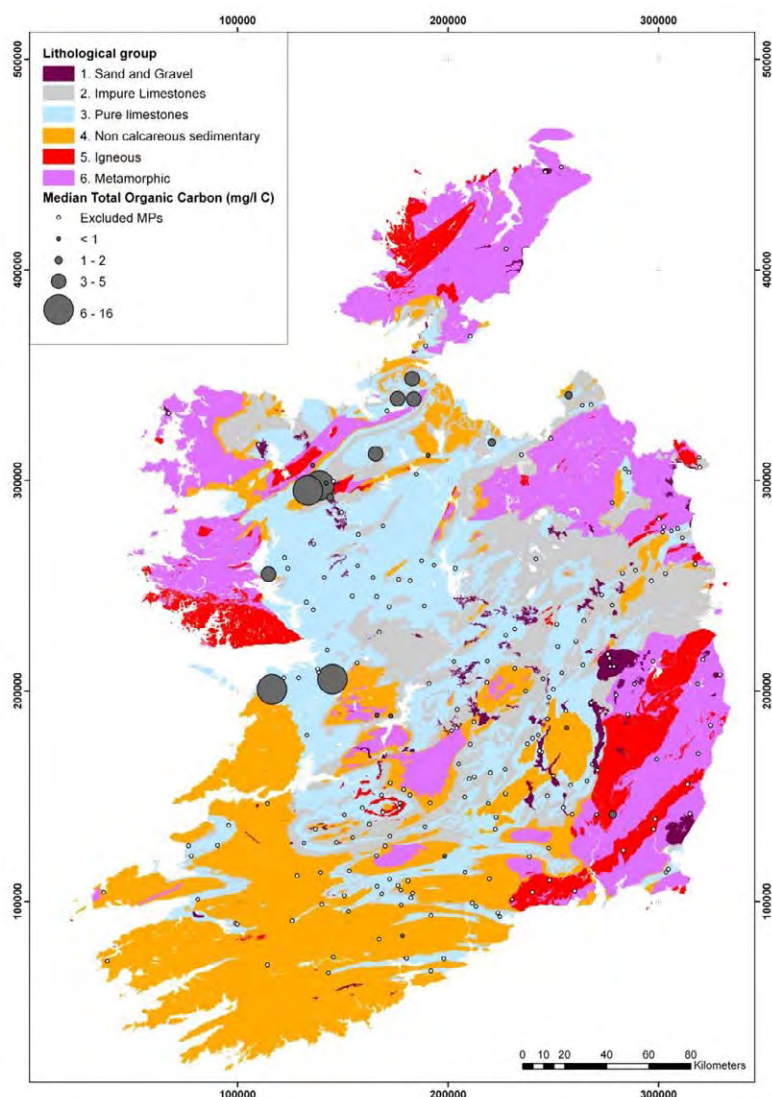 100000 200000 300000
500000
400000
300000
200000
100000
Lithological group
1. Sand and Gravel
2. Impure Limestones
3. Pure limestones
4. Non calcareous sedimentary
5. Igneous
6. Metamorphic
Median Total Organic Carbon (mg/l C)
Excluded MPs
< 1
1 - 2
3 - 5
6 - 16
500000
400000
300000
200000
100000
0 10 20 40 60 80
Kilometers
100000 200000 300000